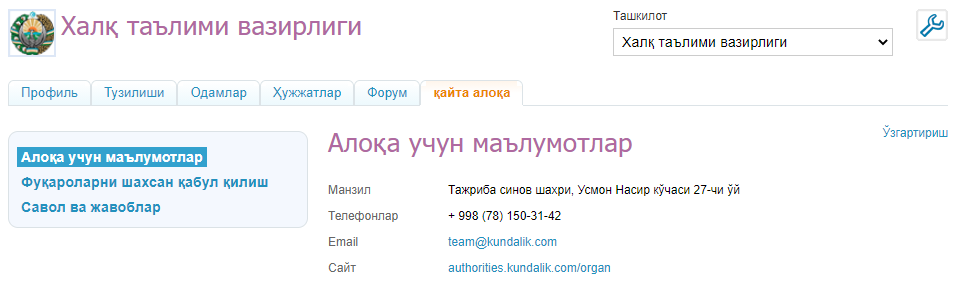 Халқ таълими вазирлиги
Ташкилот
Халқ таълими вазирлиги
Профиль
Тузилиши
Одамлар
Ҳужжатлар
Форум
қайта алоқа
Алоқа учун маълумотлар
Фуқароларни шахсан қабул қилиш
Савол ва жавоблар
Алоқа учун маълумотлар
Ўзгартириш
Манзил Тажриба синов шахри, Усмон Насир кўчаси 27-чи ўй
Телефонлар + 998 (78) 150-31-42
Email team@kundalik.com
Сайт authorities.kundalik.com/organ